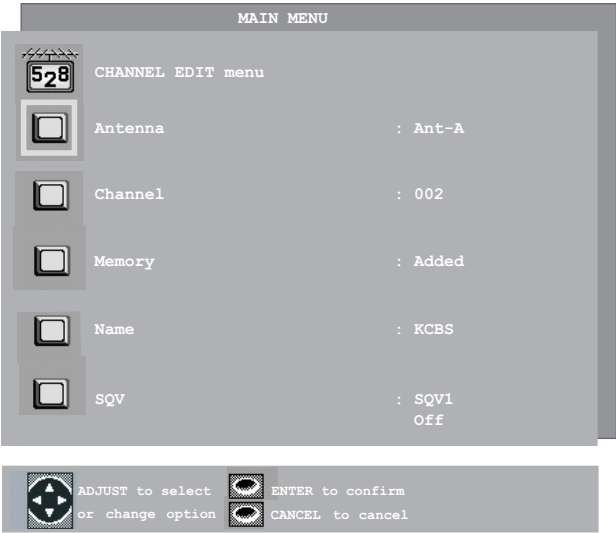 MAIN MENU
528
CHANNEL EDIT menu
Antenna : Ant-A
Channel : 002
Memory : Added
Name : KCBS
SQV : SQV1
Off
ADJUST to select ENTER to confirm
or change option CANCEL to cancel